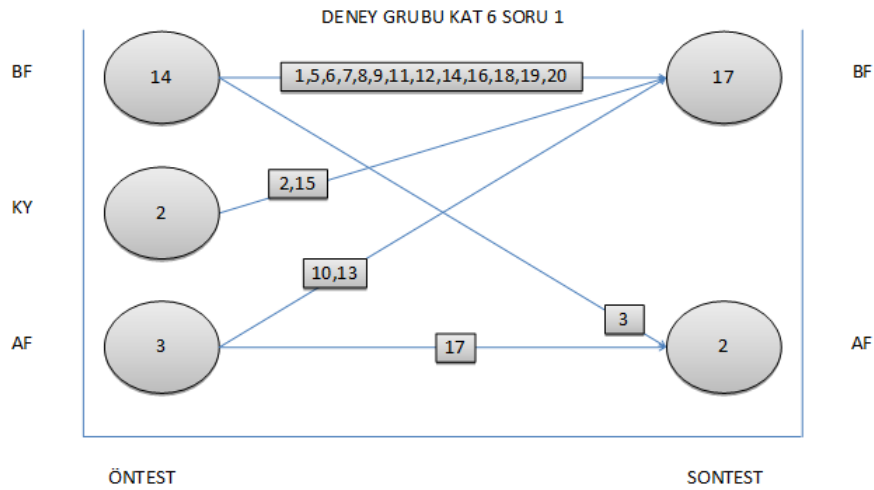 DENEY GRUBU KAT 6 SORU 1
BF 14 1,5,6,7,8,9,11,12,14,16,18,19,20 17 BF
KY 2 2,15
10,13
3
AF 3 17 2 AF
ÖNTEST SONTEST